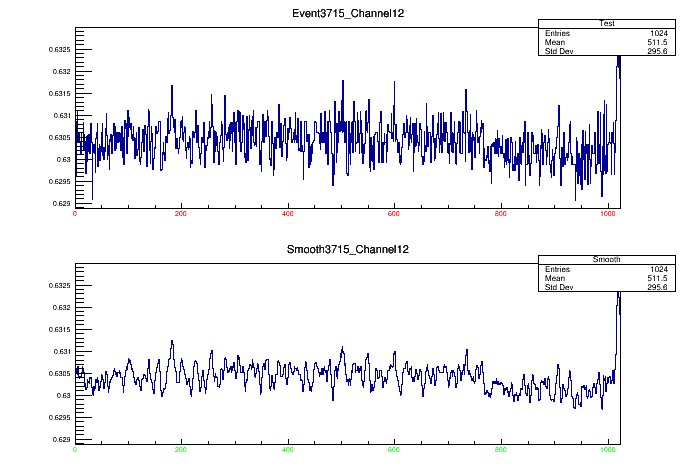 Event3715_Channel12
Test
Entries 1024
Mean 511.5
Std Dev 295.6
0.6325
0.632
0.6315
0.631
0.6305
0.63
0.6295
0.629
0 200 400 600 800 1000
Smooth3715_Channel12
Smooth
Entries 1024
Mean 511.5
Std Dev 295.6
0.6325
0.632
0.6315
0.631
0.6305
0.63
0.6295
0.629
0 200 400 600 800 1000